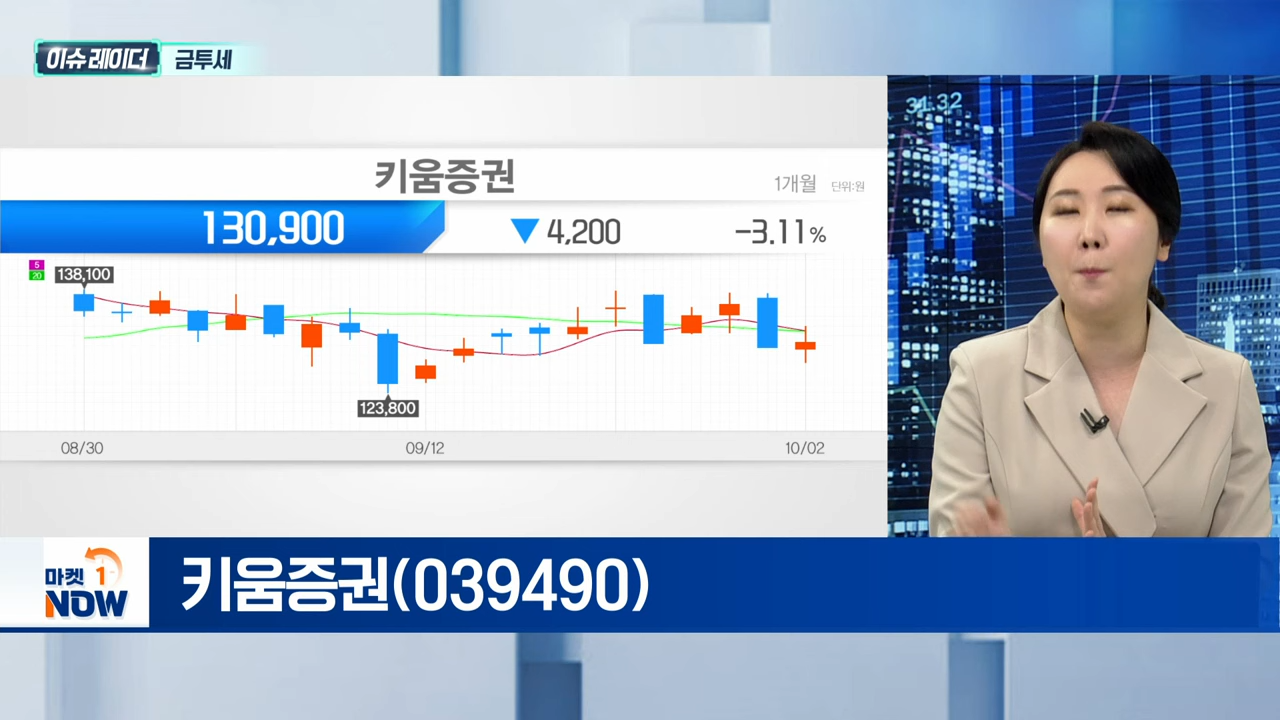 이슈레이더 금투세
31.32
키움증권
1개월 단위:원
130,900 ▼4,200 -3.11%
5
20
138,100
123,800
08/30 09/12 10/02
마켓 1
NOW
키움증권(039490)